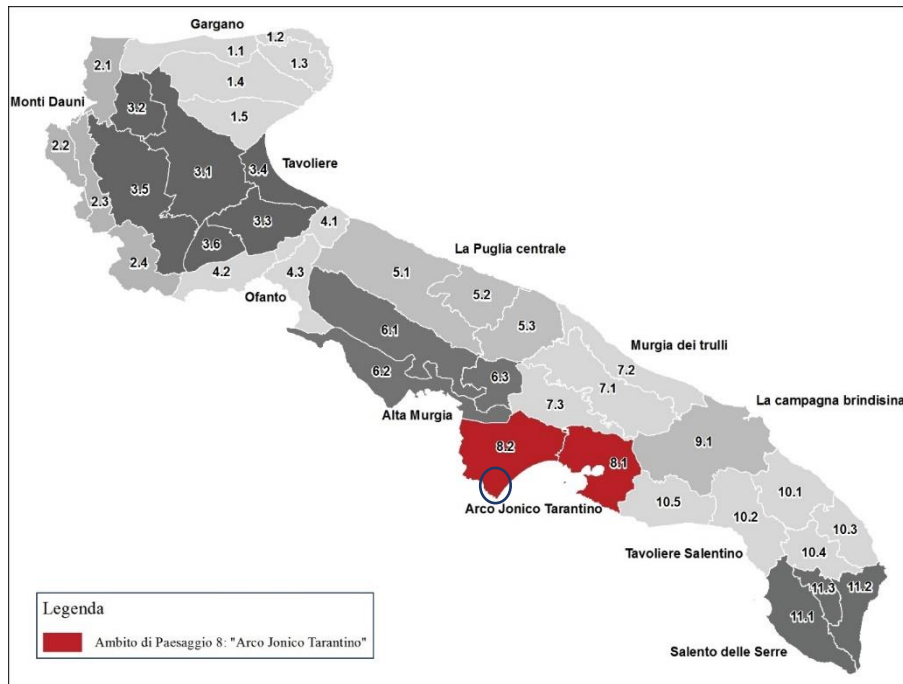 Gargano
1.2
1.1
1.3
2.1
1.4
3.2
Monti Dauni
1.5
2.2
Tavoliere
3.4
3.1
3.5
2.3
3.3
4.1
3.6
La Puglia centrale
2.4
4.2
4.3
5.1
5.2
Ofanto
5.3
6.1
Murgia dei trulli
7.2
6.2
6.3
7.1
7.3
La campagna brindisina
Alta Murgia
9.1
8.2
8.1
10.1
Arco Jonico Tarantino
10.5
10.2
10.3
Tavoliere Salentino
10.4
11.3
11.2
11.1
Salento delle Serre
Legenda
Ambito di Paesaggio 8: "Arco Jonico Tarantino"